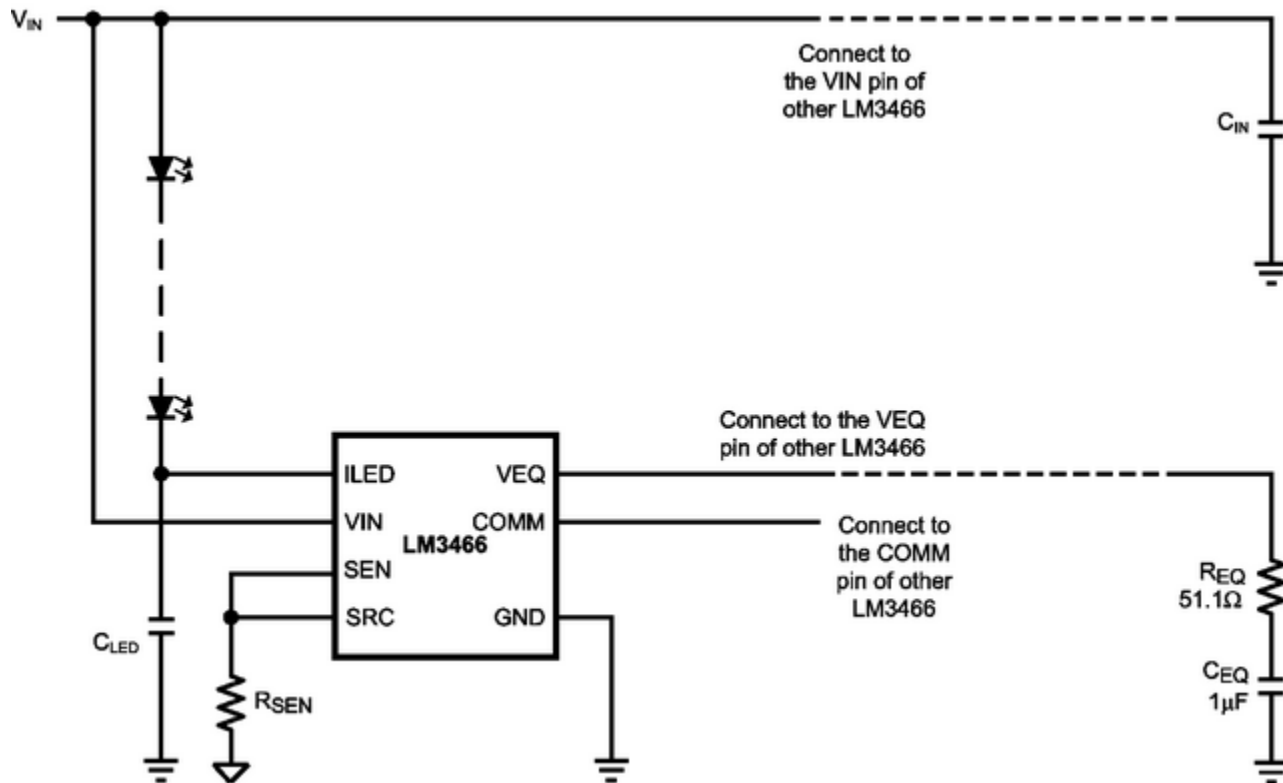 VIN
Connect to
the VIN pin of
other LM3466
CIN
Connect to the VEQ
pin of other LM3466
ILED
VEQ
VIN
COMM
LM3466
SEN
SRC
GND
Connect to
the COMM
pin of other
LM3466
REQ
51.1Ω
CLED
RSEN
CEQ
1µF